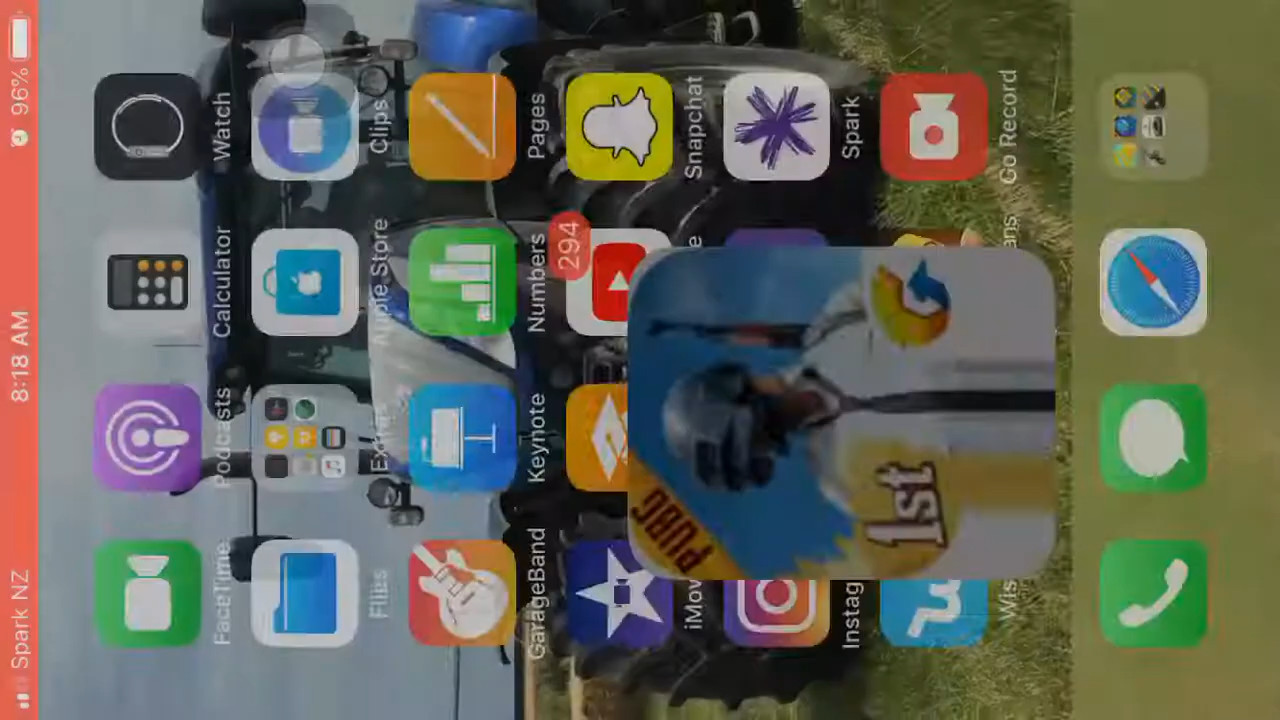 Spark NZ 8:18 AM 96%
FaceTime Podcasts Calculator Watch
Files Extras Apple Store Clips
GarageBand Keynote Numbers Pages
294
Snapchat
Spark
Go Record
PUBG
1st